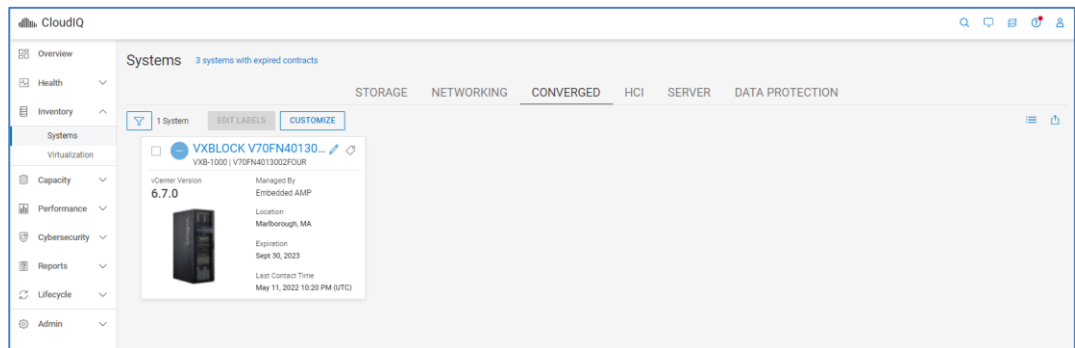 CloudIQ
Overview
Health
Inventory
Systems
Virtualization
Capacity
Performance
Cybersecurity
Reports
Lifecycle
Admin
Systems 3 systems with expired contracts
STORAGE NETWORKING CONVERGED HCI SERVER DATA PROTECTION
1 System EDIT LABELS CUSTOMIZE
VXBLOCK V70FN40130...
VXB-1000 | V70FN4013002FOUR
vCenter Version
6.7.0
Managed By
Embedded AMP
Location
Marlborough, MA
Expiration
Sept 30, 2023
Last Contact Time
May 11, 2022 10:20 PM (UTC)